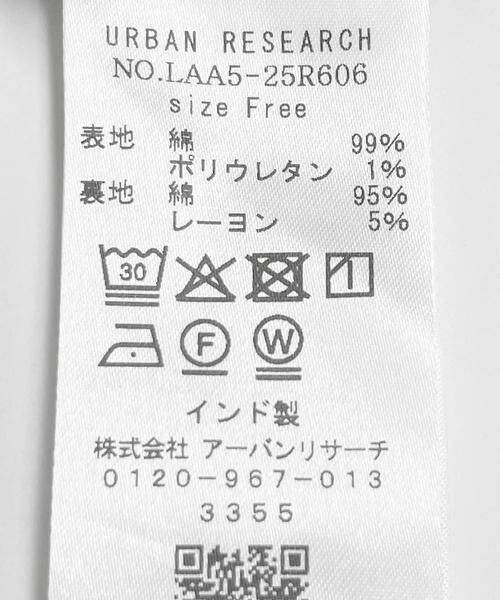 URBAN RESEARCH
NO.LAA5-25R606
size Free
表地 綿 99%
ポリウレタン 1%
裏地 綿 95%
レーヨン 5%
30
F W
インド製
株式会社 アーバンリサーチ
0120-967-013
3355